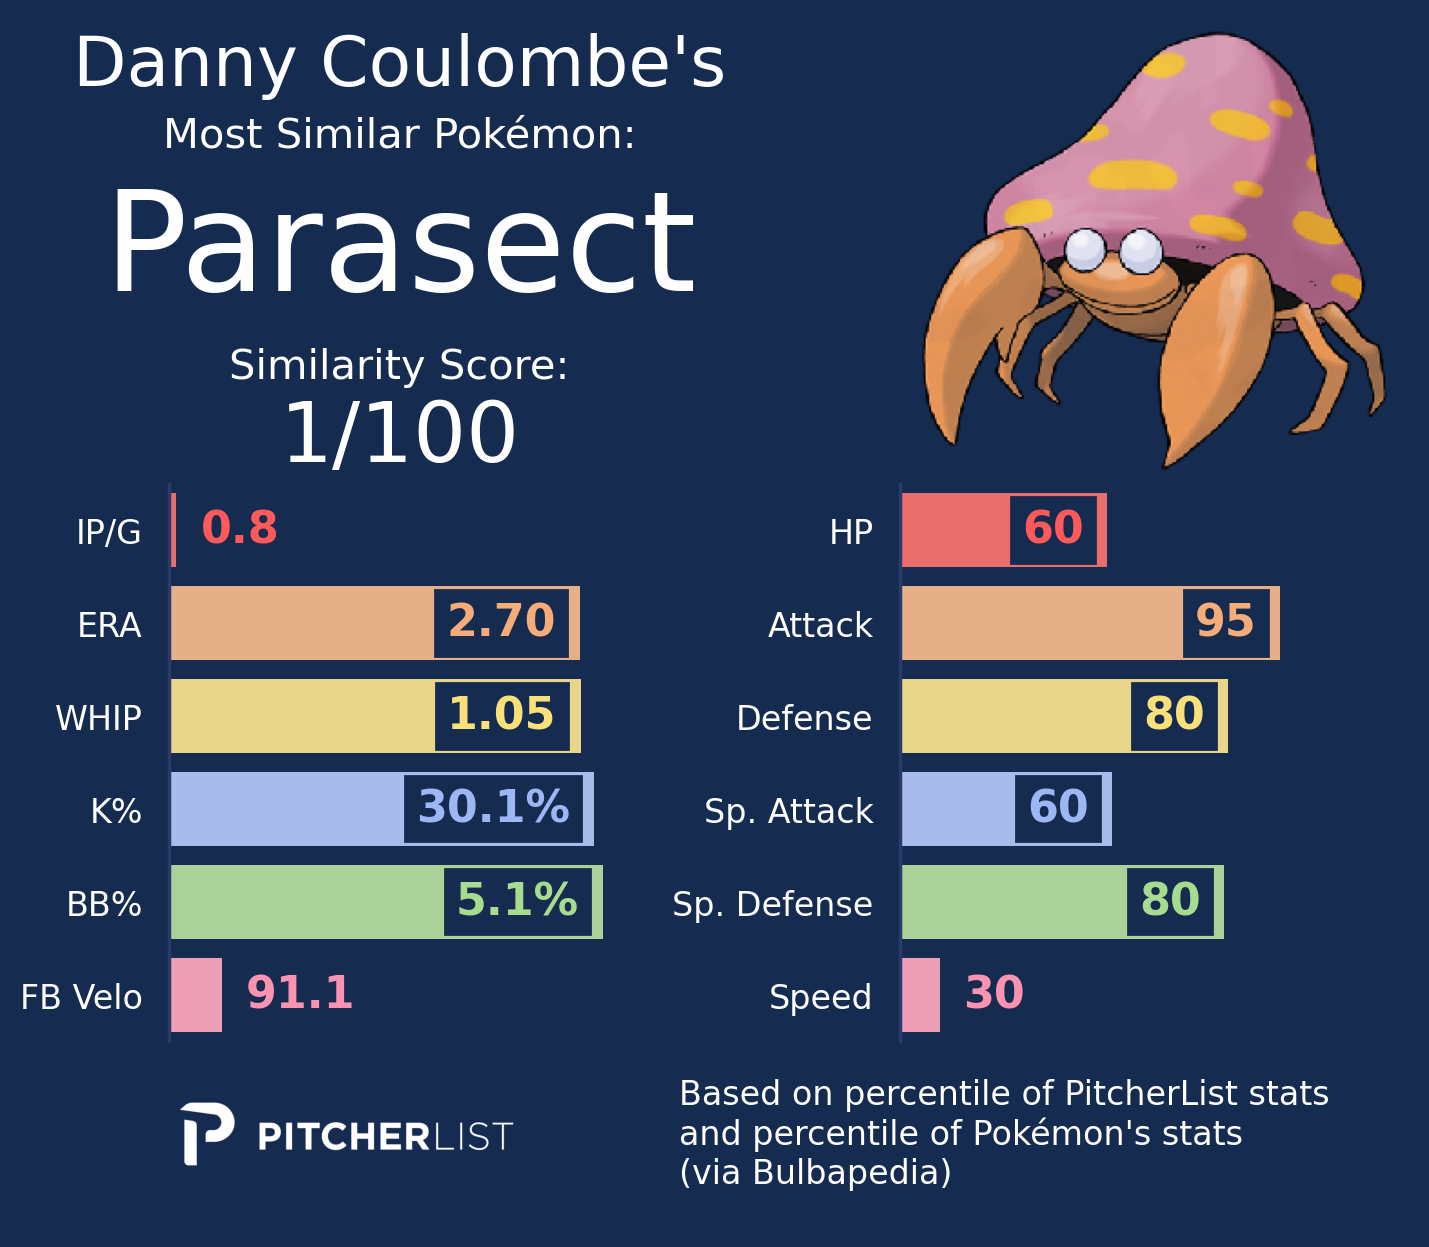 Danny Coulombe's
Most Similar Pokémon:
Parasect
Similarity Score:
1/100
IP/G 0.8
ERA 2.70
WHIP 1.05
K% 30.1%
BB% 5.1%
FB Velo 91.1
HP 60
Attack 95
Defense 80
Sp. Attack 60
Sp. Defense 80
Speed 30
PITCHERLIST
Based on percentile of PitcherList stats
and percentile of Pokémon's stats
(via Bulbapedia)